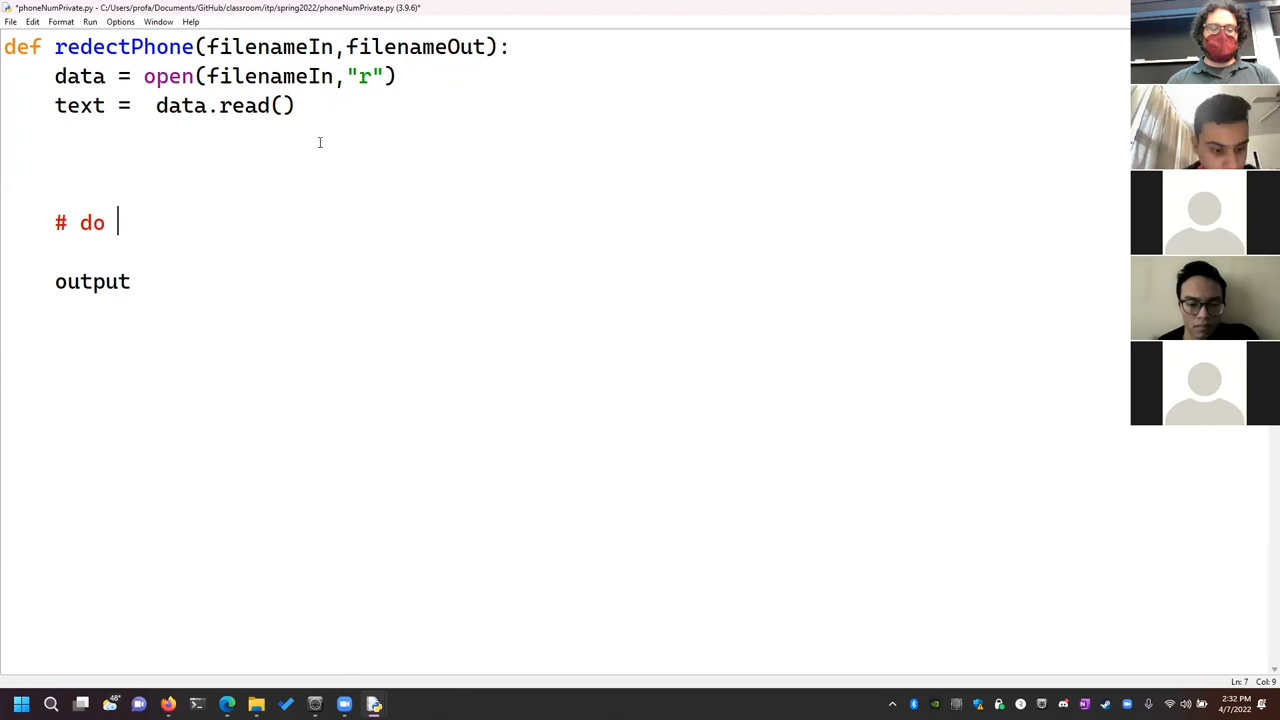 *phoneNumPrivate.py - C:/Users/profa/Documents/GitHub/classroom/itp/spring2022/phoneNumPrivate.py (3.9.6)*
File Edit Format Run Options Window Help
def redectPhone(filenameIn,filenameOut):
data = open(filenameIn,"r")
text =  data.read()
# do
output
Ln: 7 Col: 9
48°
2:32 PM
4/7/2022